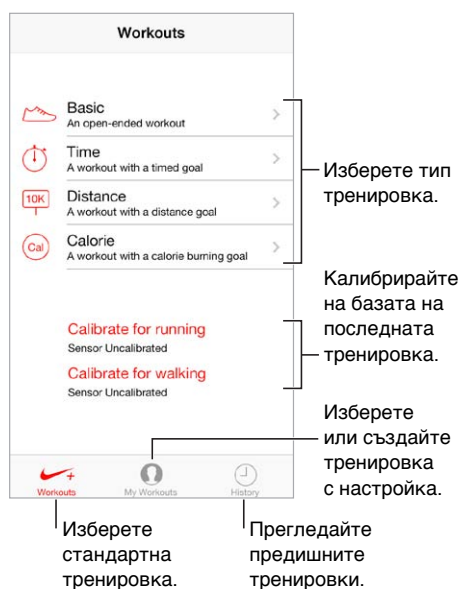 Workouts
Basic
An open-ended workout
Time
A workout with a timed goal
10K
Distance
A workout with a distance goal
Cal
Calorie
A workout with a calorie burning goal
Изберете тип
тренировка.
Calibrate for running
Sensor Uncalibrated
Calibrate for walking
Sensor Uncalibrated
Калибрирайте
на базата на
последната
тренировка.
Изберете
или създайте
тренировка
с настройка.
Workouts
My Workouts
History
Изберете
стандартна
тренировка.
Прегледайте
предишните
тренировки.